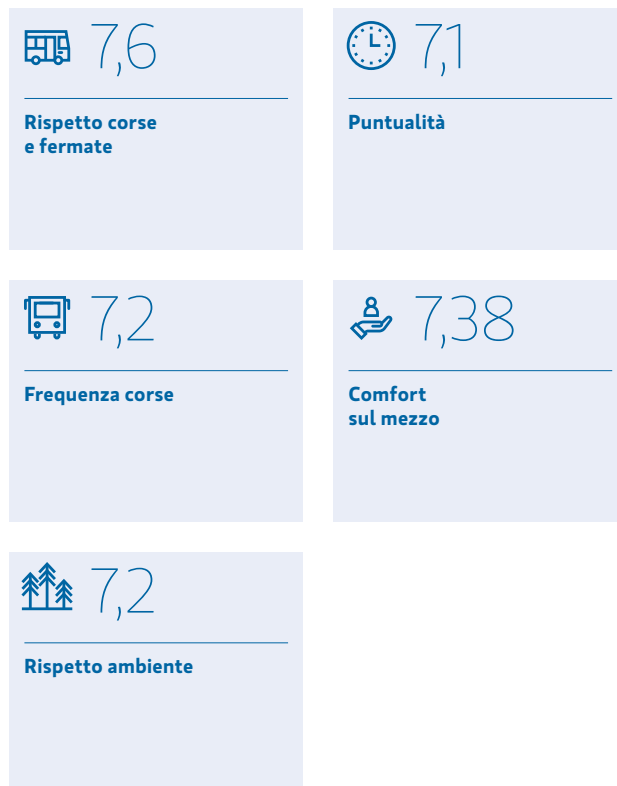 7,6
Rispetto corse
e fermate
7,1
Puntualità
7,2
Frequenza corse
7,38
Comfort
sul mezzo
7,2
Rispetto ambiente